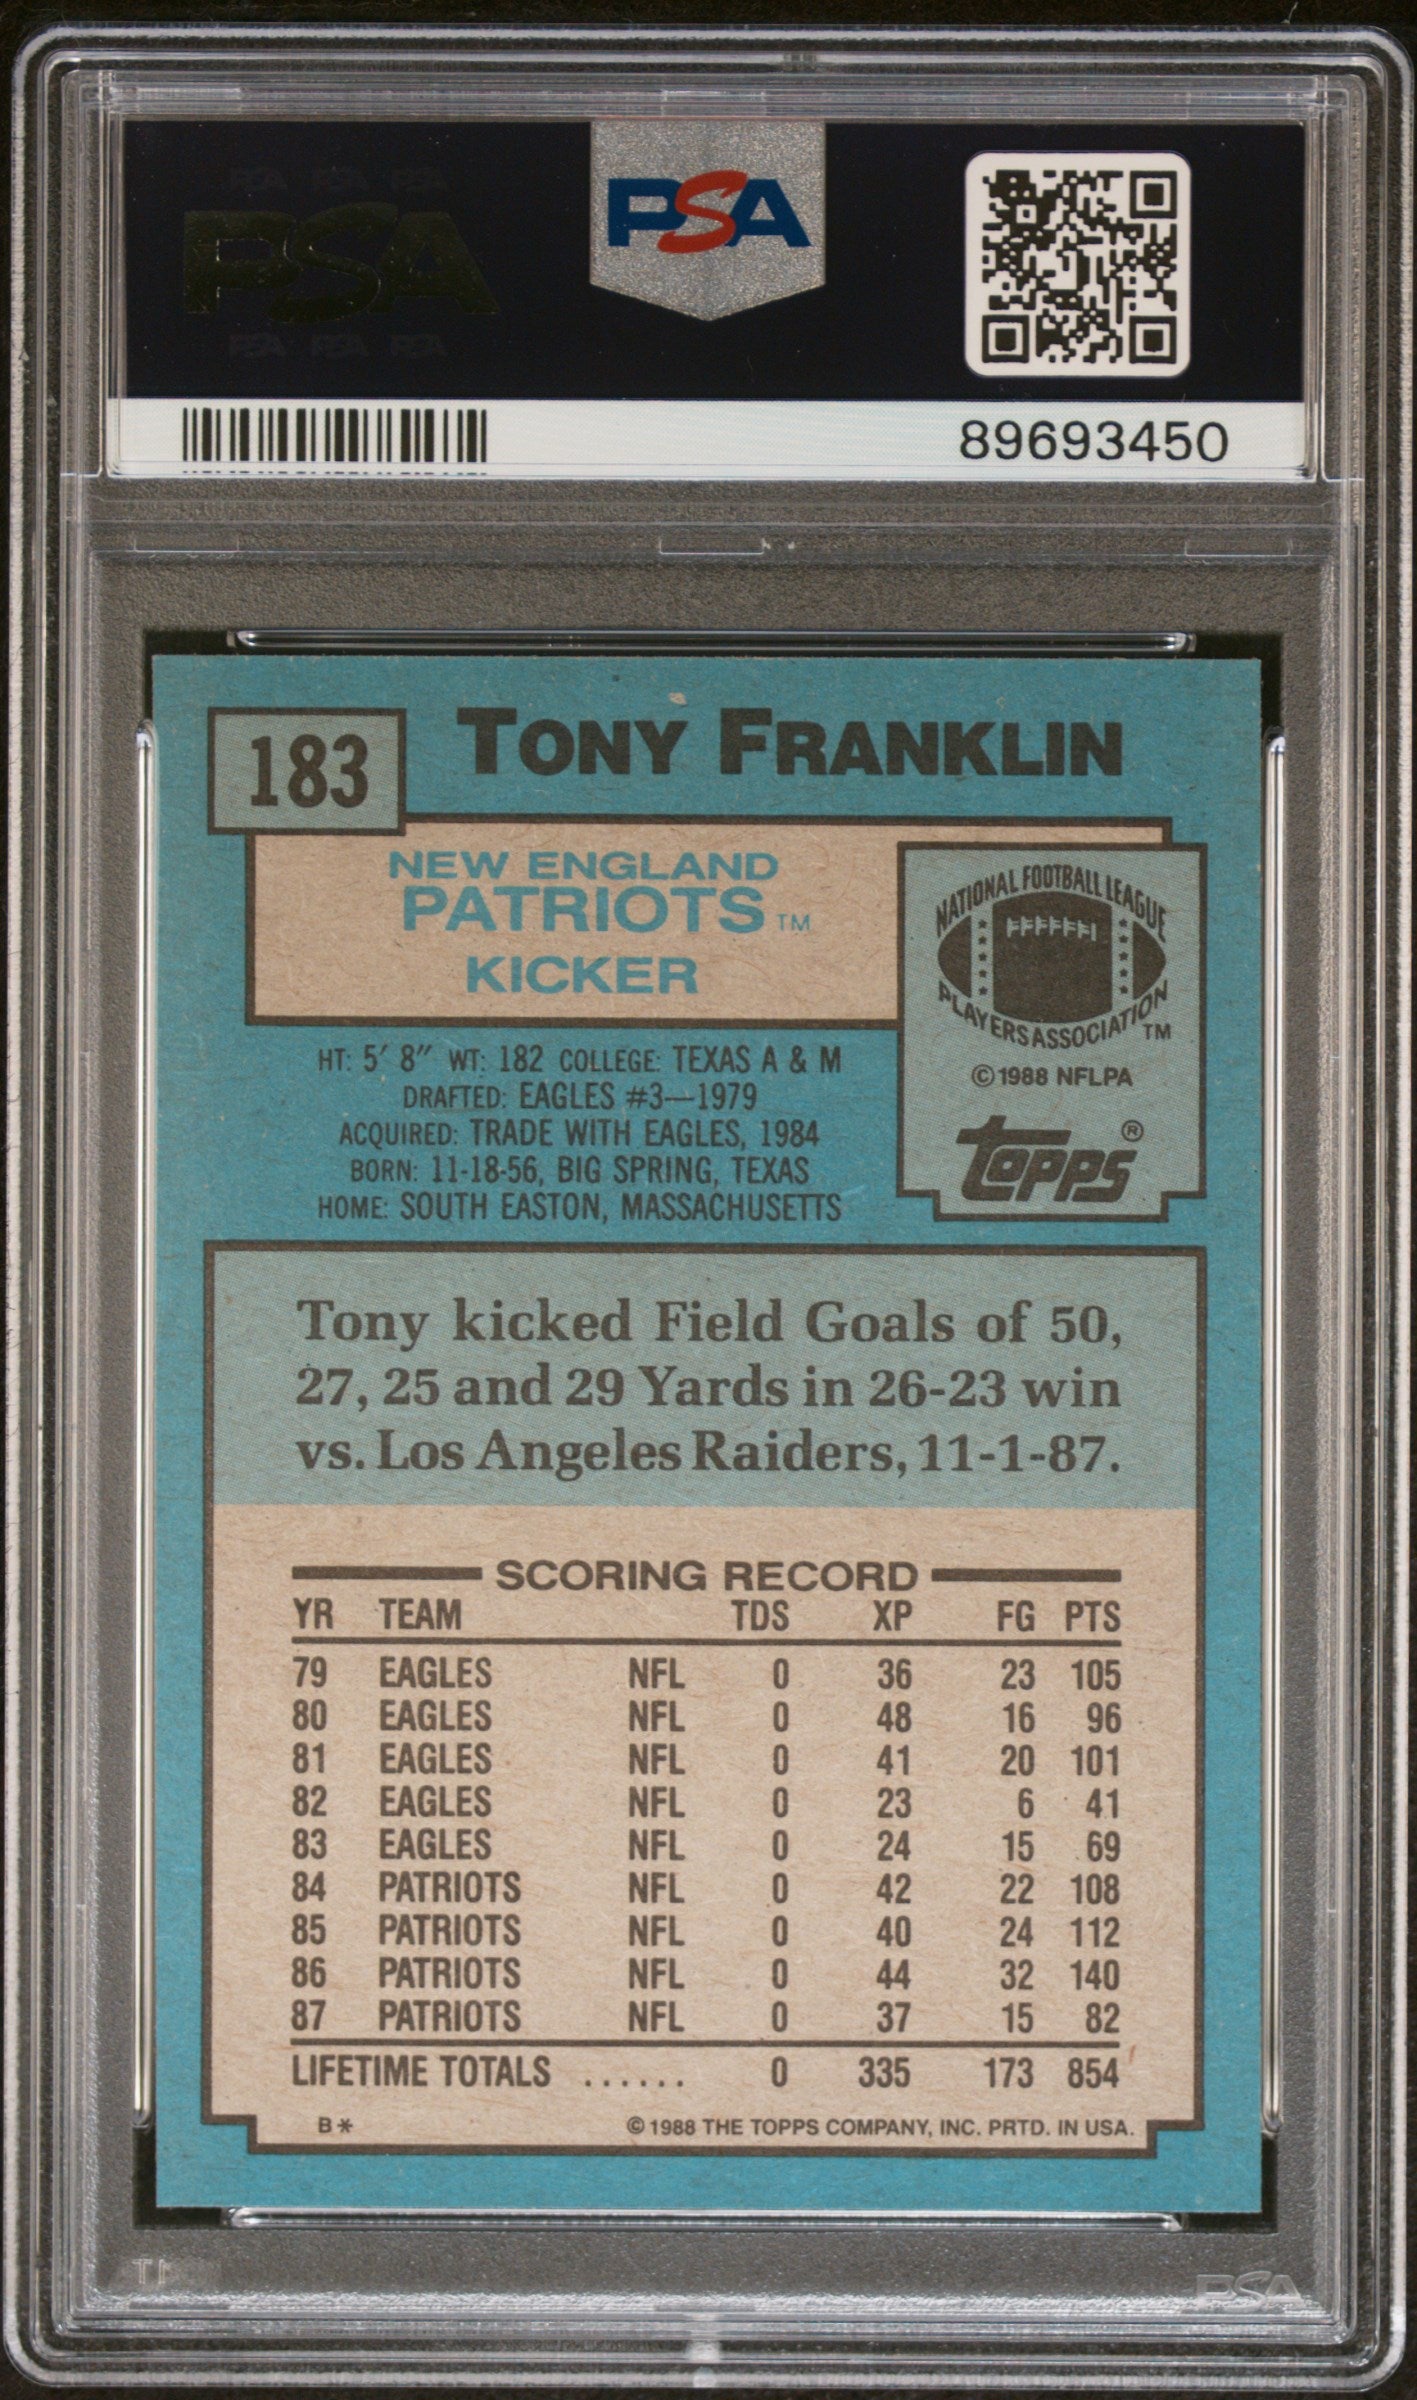 PSA PSA PSA
PSA
PSA PSA PSA
PSA
89693450
183
TONY FRANKLIN
NEW ENGLAND
PATRIOTS TM
KICKER
NATIONAL FOOTBALL LEAGUE
PLAYERS ASSOCIATION TM
© 1988 NFLPA
Topps ®
HT: 5' 8" WT: 182 COLLEGE: TEXAS A & M
DRAFTED: EAGLES #3—1979
ACQUIRED: TRADE WITH EAGLES, 1984
BORN: 11-18-56, BIG SPRING, TEXAS
HOME: SOUTH EASTON, MASSACHUSETTS
Tony kicked Field Goals of 50,
27, 25 and 29 Yards in 26-23 win
vs. Los Angeles Raiders, 11-1-87.
SCORING RECORD
YR TEAM TDS XP FG PTS
79 EAGLES NFL 0 36 23 105
80 EAGLES NFL 0 48 16 96
81 EAGLES NFL 0 41 20 101
82 EAGLES NFL 0 23 6 41
83 EAGLES NFL 0 24 15 69
84 PATRIOTS NFL 0 42 22 108
85 PATRIOTS NFL 0 40 24 112
86 PATRIOTS NFL 0 44 32 140
87 PATRIOTS NFL 0 37 15 82
LIFETIME TOTALS ...... 0 335 173 854
B* © 1988 THE TOPPS COMPANY, INC. PRTD. IN USA.
PSA